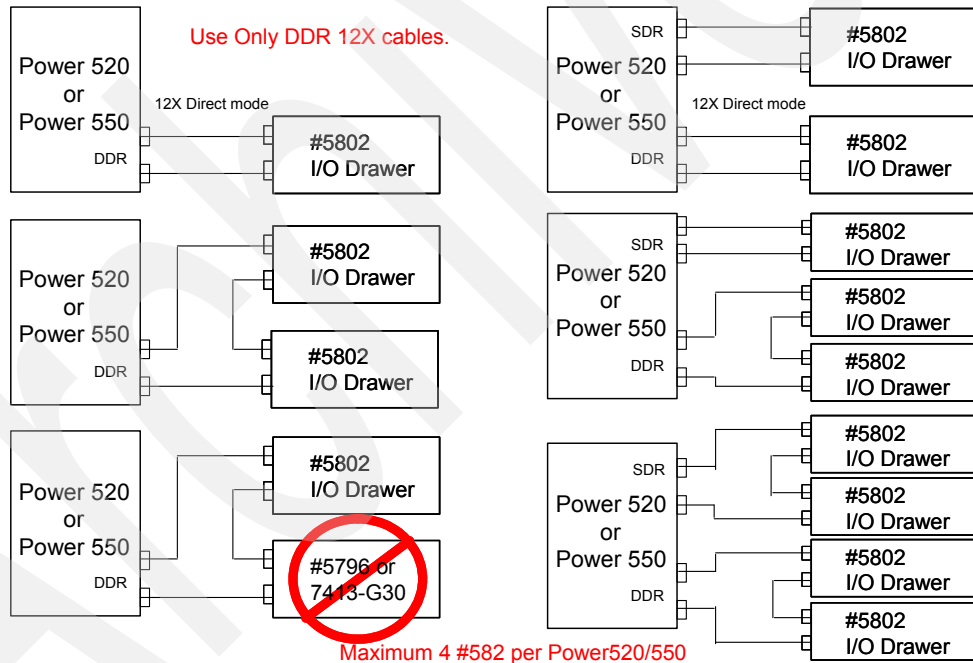 Use Only DDR 12X cables.
Power 520
or
Power 550
DDR
12X Direct mode
#5802
I/O Drawer
Power 520
or
Power 550
DDR
#5802
I/O Drawer
#5802
I/O Drawer
Power 520
or
Power 550
DDR
#5802
I/O Drawer
#5796 or
7413-G30
SDR
Power 520
or
Power 550
DDR
12X Direct mode
#5802
I/O Drawer
#5802
I/O Drawer
SDR
Power 520
or
Power 550
DDR
#5802
I/O Drawer
#5802
I/O Drawer
#5802
I/O Drawer
SDR
Power 520
or
Power 550
DDR
#5802
I/O Drawer
#5802
I/O Drawer
#5802
I/O Drawer
#5802
I/O Drawer
Maximum 4 #582 per Power520/550